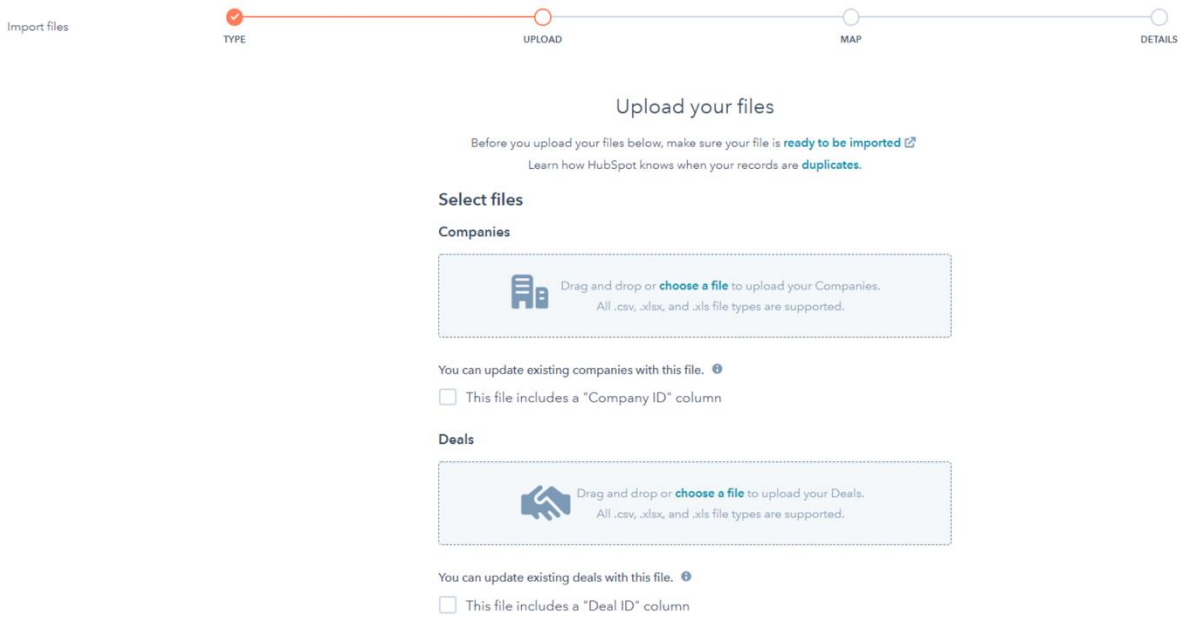 Import files
TYPE
UPLOAD
MAP
DETAILS
Upload your files
Before you upload your files below, make sure your file is ready to be imported
Learn how HubSpot knows when your records are duplicates.
Select files
Companies
Drag and drop or choose a file to upload your Companies.
All .csv, .xlsx, and .xls file types are supported.
You can update existing companies with this file.
This file includes a "Company ID" column
Deals
Drag and drop or choose a file to upload your Deals.
All .csv, .xlsx, and .xls file types are supported.
You can update existing deals with this file.
This file includes a "Deal ID" column